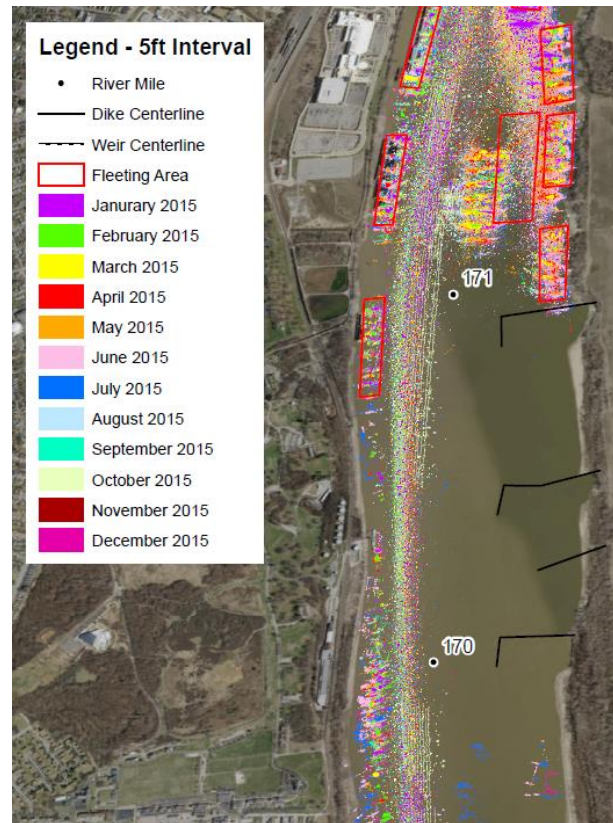 Legend - 5ft Interval
River Mile
Dike Centerline
Weir Centerline
Fleeting Area
Janurary 2015
February 2015
March 2015
April 2015
May 2015
June 2015
July 2015
August 2015
September 2015
October 2015
November 2015
December 2015
171
170